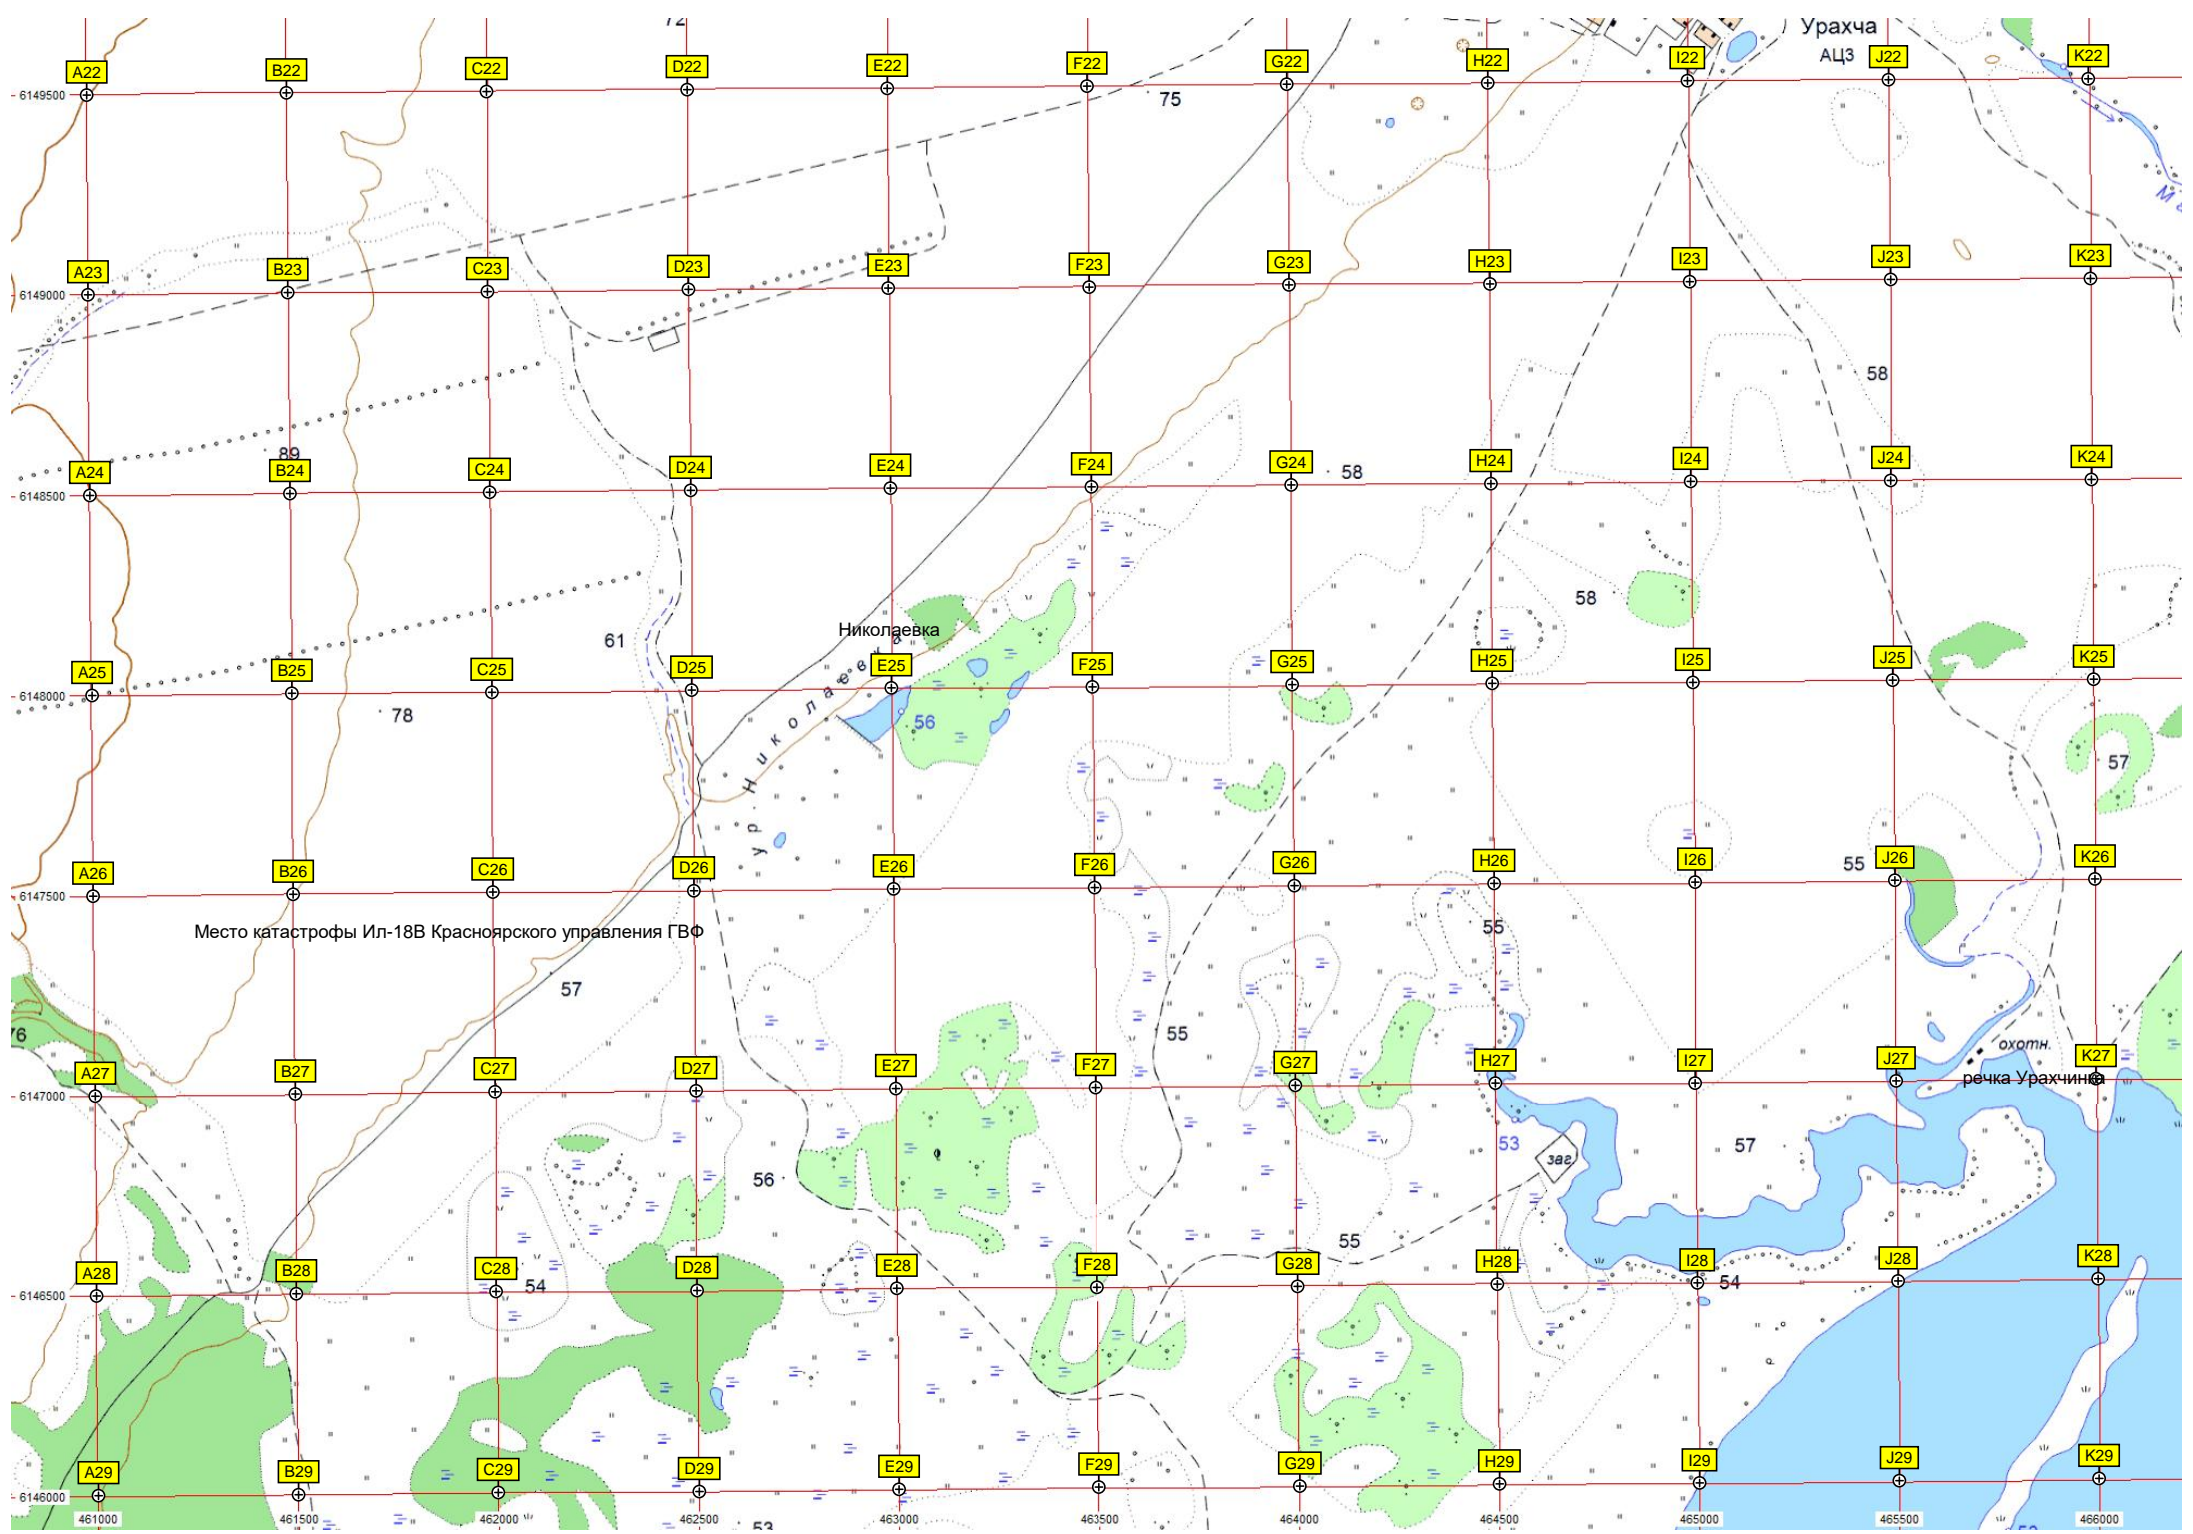 72
Урахча
АЦЗ
A22 B22 C22 D22 E22 F22 G22 H22 I22 J22 K22
6149500
75
A23 B23 C23 D23 E23 F23 G23 H23 I23 J23 K23
6149000
58
89
A24 B24 C24 D24 E24 F24 G24 58 H24 I24 J24 K24
6148500
58
61
Николаевка
A25 B25 C25 D25 E25 F25 G25 H25 I25 J25 K25
6148000
78
56
57
ур. Николаевка
A26 B26 C26 D26 E26 F26 G26 H26 I26 55 J26 K26
6147500
Место катастрофы Ил-18В Красноярского управления ГВФ
55
57
76
55
охотн.
A27 B27 C27 D27 E27 F27 G27 H27 I27 J27 K27
речка Урахчинка
6147000
53
57
заг.
56
55
A28 B28 C28 D28 E28 F28 G28 H28 I28 J28 K28
54
54
6146500
A29 B29 C29 D29 E29 F29 G29 H29 I29 J29 K29
6146000
461000 461500 462000 462500 463000 463500 464000 464500 465000 465500 466000
53
53